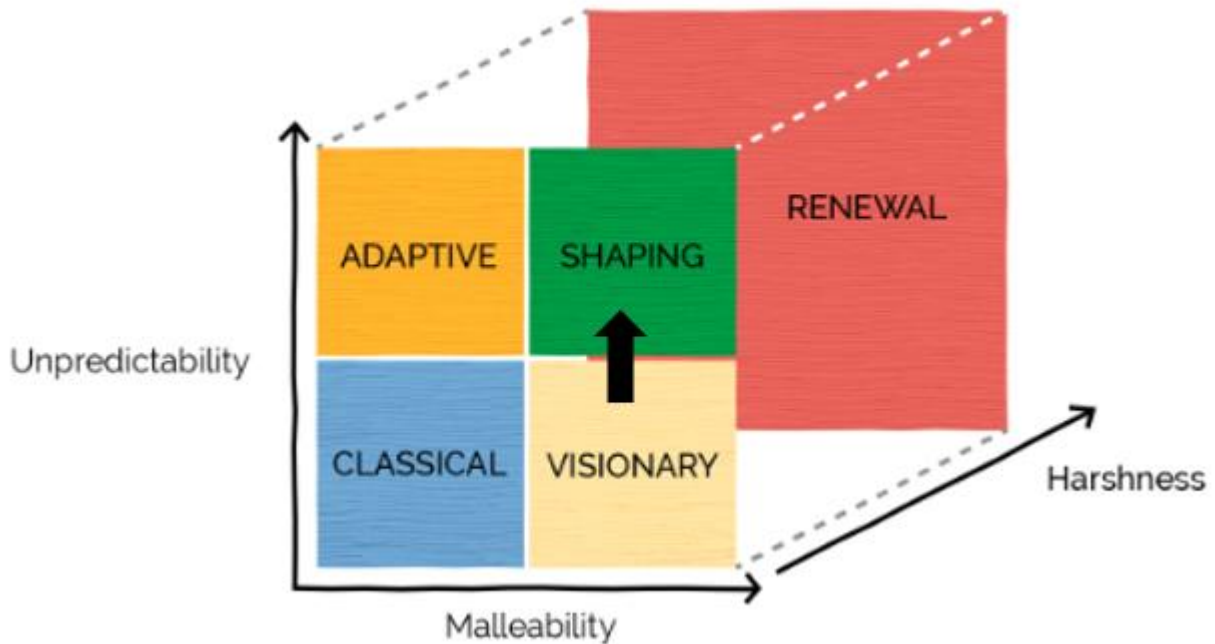 RENEWAL
ADAPTIVE
SHAPING
Unpredictability
CLASSICAL
VISIONARY
Harshness
Malleability